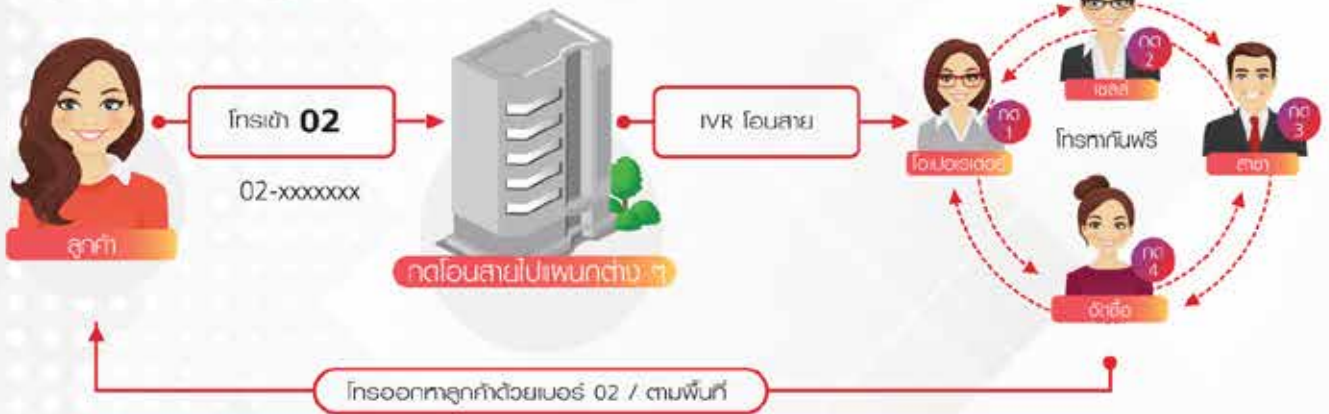 โทรเข้า 02
02-xxxxxxx
ลูกค้า
กดโอนสายไปแผนกต่าง ๆ
IVR โอนสาย
กด
2
เซลล์
กด
1
โอเปอเรเตอร์
โทรหากันฟรี
กด
3
สาขา
กด
4
จัดซื้อ
โทรออกหาลูกค้าด้วยเบอร์ 02 / ตามพื้นที่